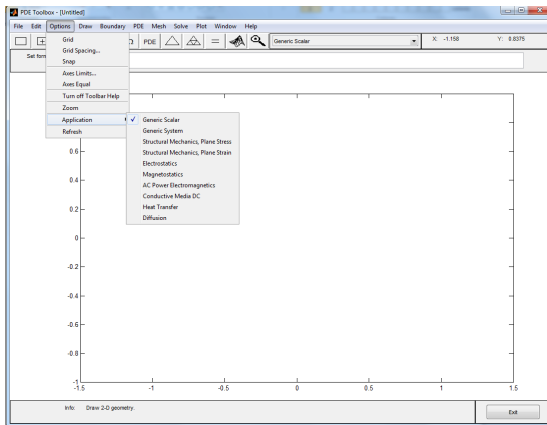 PDE Toolbox - [Untitled]
File Edit Options Draw Boundary PDE Mesh Solve Plot Window Help
PDE = Generic Scalar X: -1.158 Y: 0.8375
Set form
Grid
Grid Spacing...
Snap
Axes Limits...
Axes Equal
Turn off Toolbar Help
Zoom
Application
Refresh
Generic Scalar
Generic System
Structural Mechanics, Plane Stress
Structural Mechanics, Plane Strain
Electrostatics
Magnetostatics
AC Power Electromagnetics
Conductive Media DC
Heat Transfer
Diffusion
0.6
0.4
0.2
0
-0.2
-0.4
-0.6
-0.8
-1
-1.5 -1 -0.5 0 0.5 1 1.5
Info: Draw 2-D geometry.
Exit